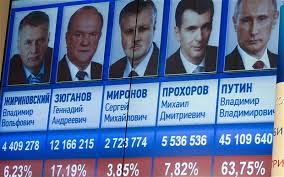 ЖИРИНОВСКИЙ
Владимир
Вольфович
4 409 278
6.23%
ЗЮГАНОВ
Геннадий
Андреевич
12 166 215
17.19%
МИРОНОВ
Сергей
Михайлович
2 723 774
3.85%
ПРОХОРОВ
Михаил
Дмитриевич
5 536 536
7.82%
ПУТИН
Владимир
Владимирович
45 109 640
63,75%